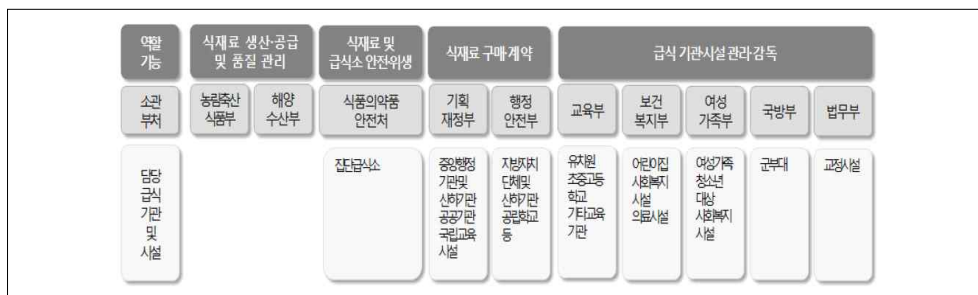 역할
기능
식재료 생산·공급
및 품질 관리
식재료 및
급식소 안전·위생
식재료 구매·계약
급식 기관·시설 관리·감독
소관
부처
농림축산
식품부
해양
수산부
식품의약품
안전처
기획
재정부
행정
안전부
교육부
보건
복지부
여성
가족부
국방부
법무부
담당
급식
기관
및
시설
집단급식소
중앙행정
기관및
산하기관
공공기관
국립교육
시설
지방자치
단체및
산하기관
공립학교
등
유치원
초중고등
학교
기타교육
기관
어린이집
사회복지
시설
의료시설
여성가족
청소년
대상
사회복지
시설
군부대
교정시설